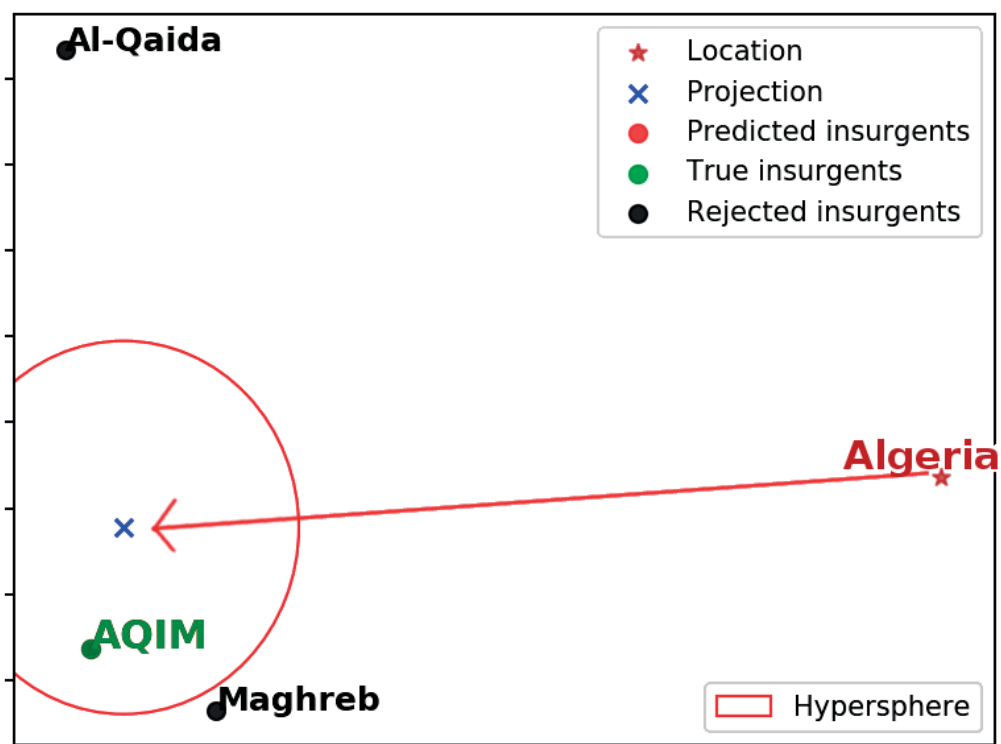 Al-Qaida
Location
Projection
Predicted insurgents
True insurgents
Rejected insurgents
Algeria
AQIM
Maghreb
Hypersphere